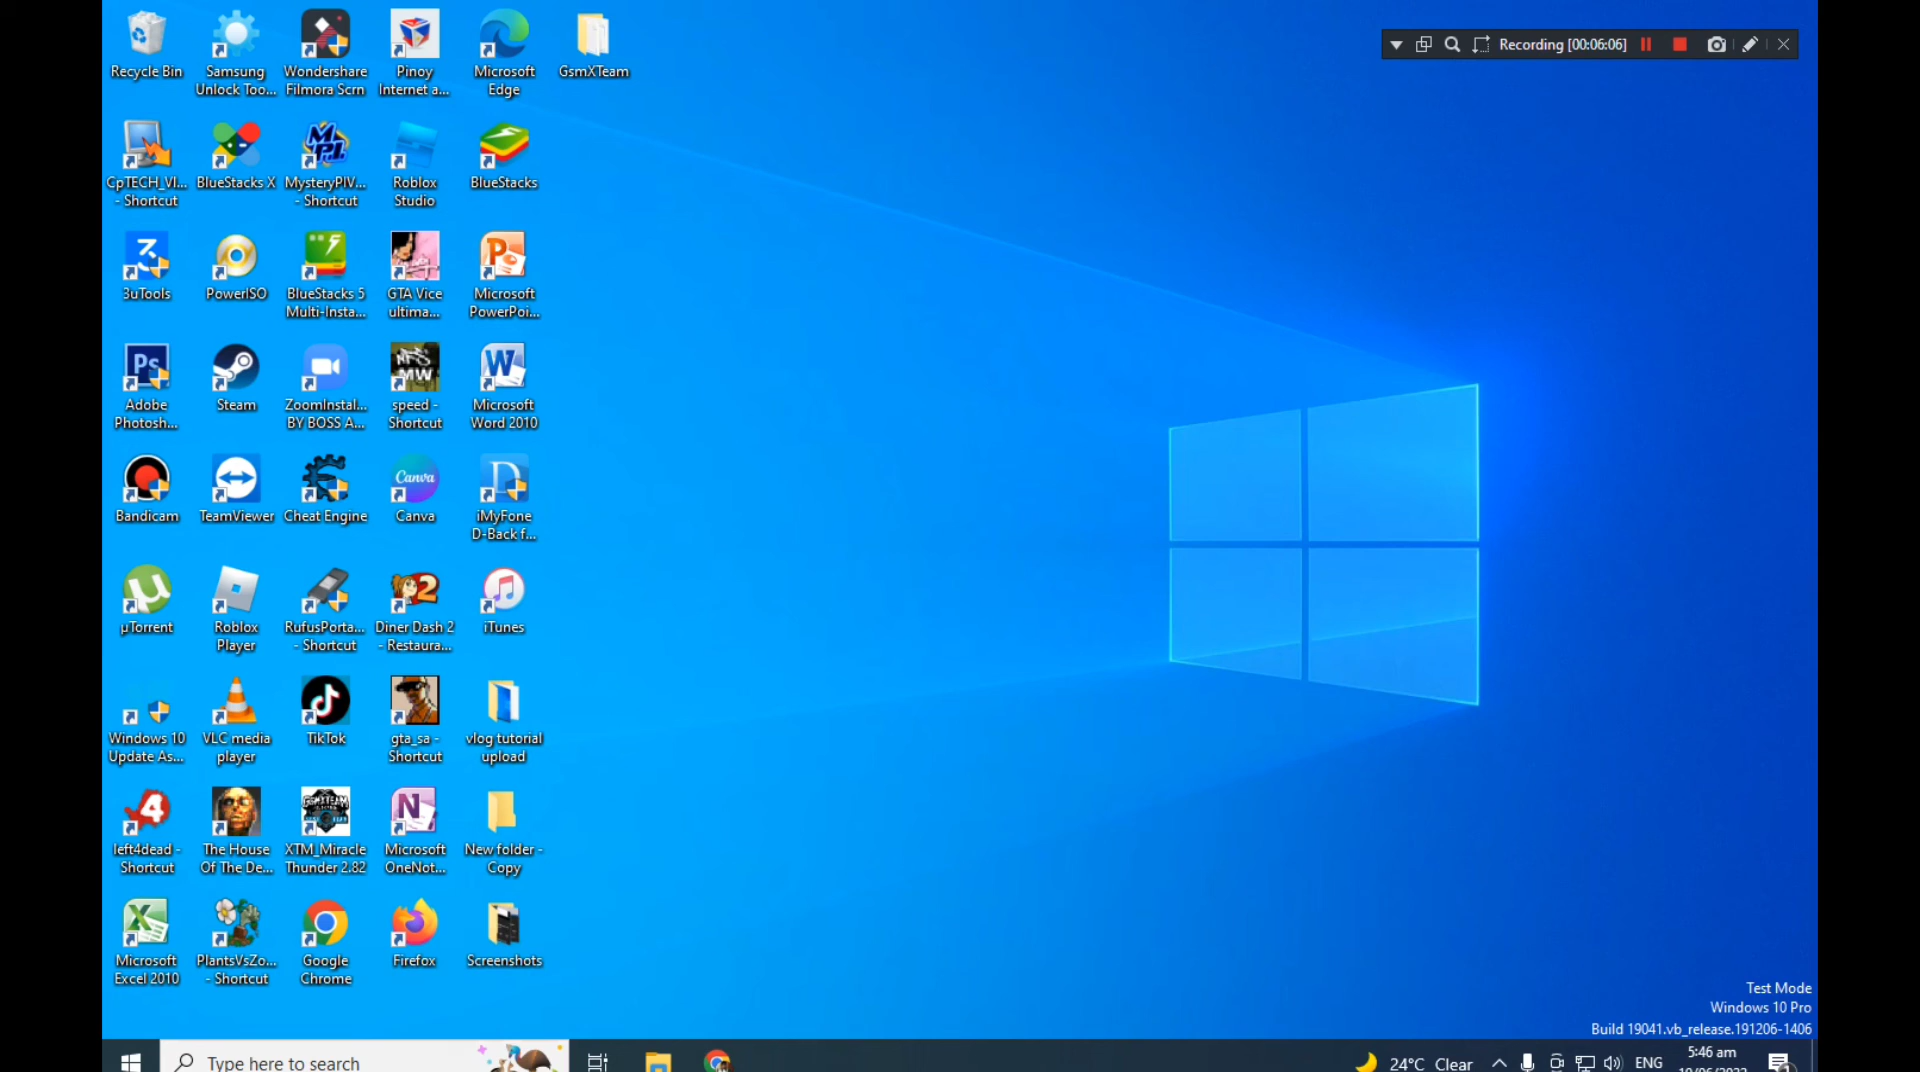 Recording [00:06:06]
Recycle Bin
Samsung
Unlock Too...
Wondershare
Filmora Scrn
Pinoy
Internet a...
Microsoft
Edge
GsmXTeam
CpTECH_VI...
- Shortcut
BlueStacks X
MysteryPIV...
- Shortcut
Roblox
Studio
BlueStacks
3uTools
PowerISO
BlueStacks 5
Multi-Insta...
GTA Vice
ultima...
Microsoft
PowerPoi...
Adobe
Photosh...
Steam
ZoomInstal...
BY BOSS A...
speed -
Shortcut
Microsoft
Word 2010
Bandicam
TeamViewer
Cheat Engine
Canva
Canva
iMyFone
D-Back f...
µTorrent
Roblox
Player
RufusPorta...
- Shortcut
Diner Dash 2
- Restaura...
iTunes
Windows 10
Update As...
VLC media
player
TikTok
gta_sa -
Shortcut
vlog tutorial
upload
left4dead -
Shortcut
The House
Of The De...
XTM_Miracle
Thunder 2.82
Microsoft
OneNot...
New folder -
Copy
Microsoft
Excel 2010
PlantsVsZo...
- Shortcut
Google
Chrome
Firefox
Screenshots
Test Mode
Windows 10 Pro
Build 19041.vb_release.191206-1406
Type here to search
24°C Clear
ENG
5:46 am